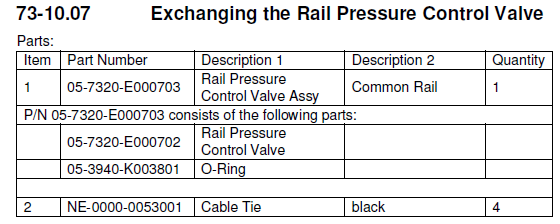 73-10.07 Exchanging the Rail Pressure Control Valve
Parts:
Item Part Number Description 1 Description 2 Quantity
1 05-7320-E000703 Rail Pressure Control Valve Assy Common Rail 1
P/N 05-7320-E000703 consists of the following parts:
05-7320-E000702 Rail Pressure Control Valve
05-3940-K003801 O-Ring
2 NE-0000-0053001 Cable Tie black 4